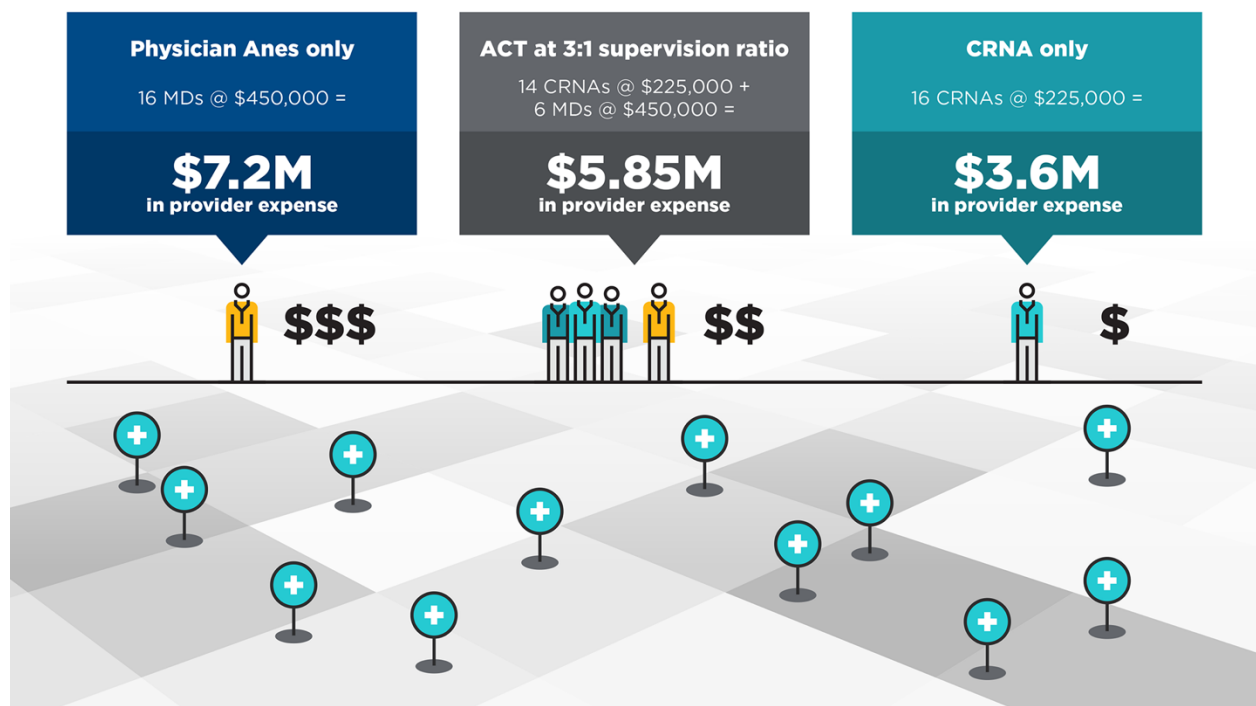 Physician Anes only
16 MDs @ $450,000 =
$7.2M
in provider expense
ACT at 3:1 supervision ratio
14 CRNAs @ $225,000 +
6 MDs @ $450,000 =
$5.85M
in provider expense
CRNA only
16 CRNAs @ $225,000 =
$3.6M
in provider expense
$$$
$$
$